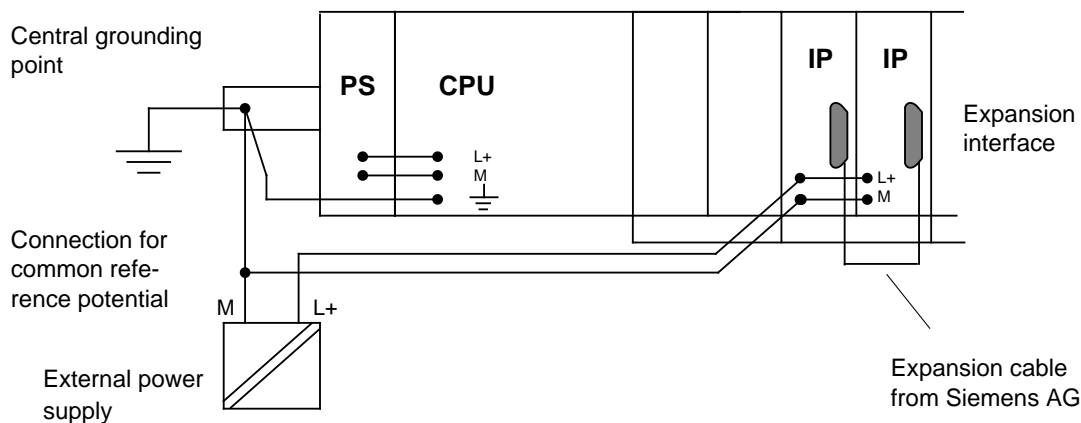 Central grounding
point
PS
CPU
IP
IP
Expansion
interface
L+
M
L+
M
Connection for
common refe-
rence potential
M
L+
External power
supply
Expansion cable
from Siemens AG